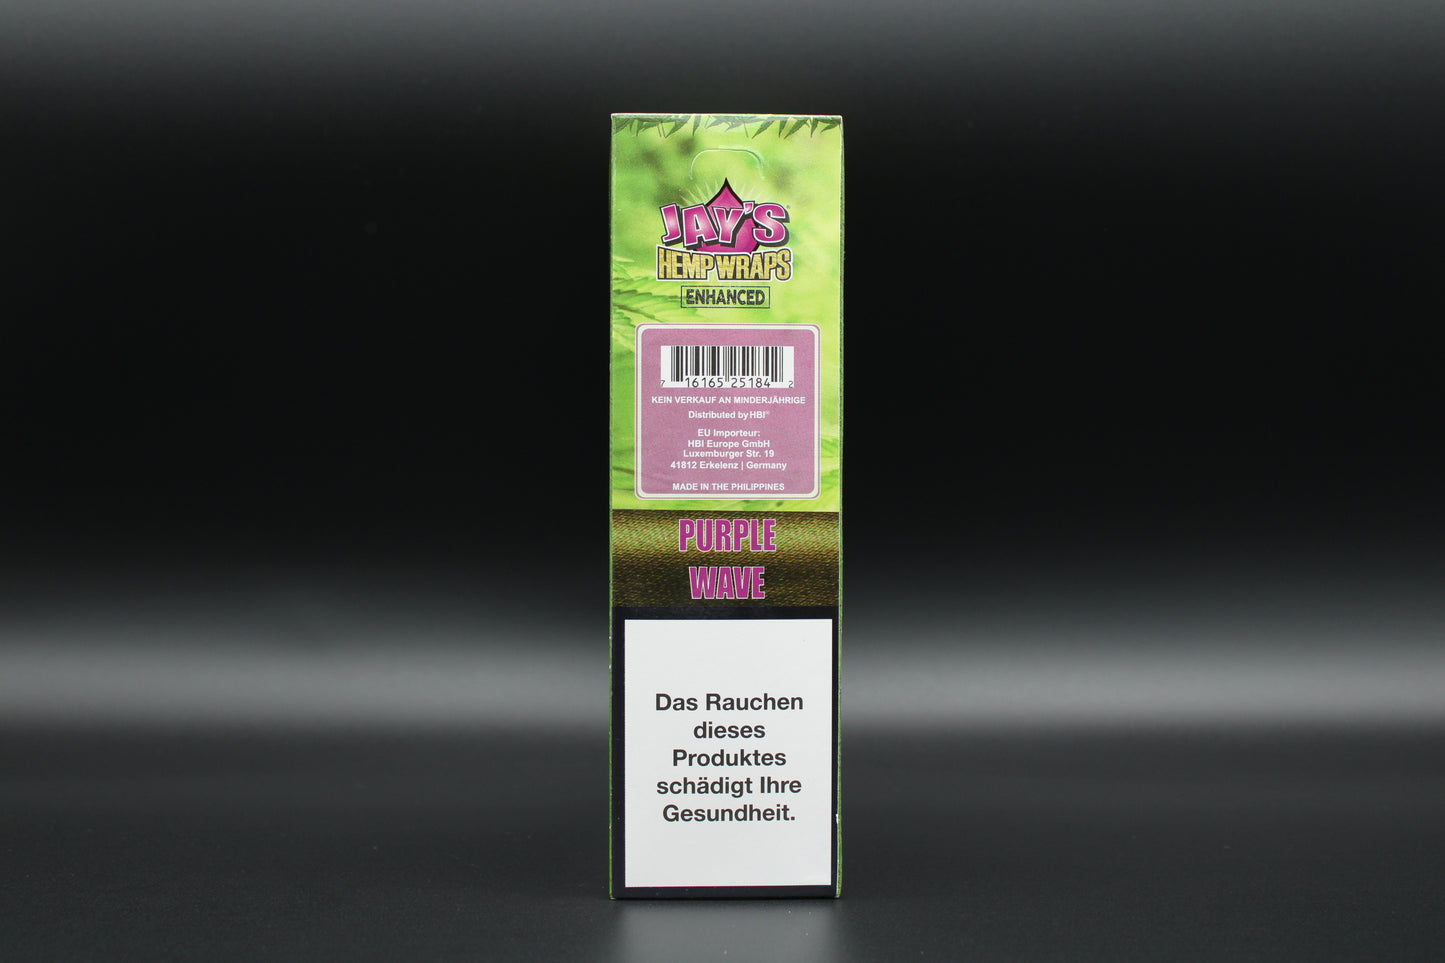 JAY'S®
HEMP WRAPS
ENHANCED
7 16165 25184 2
KEIN VERKAUF AN MINDERJÄHRIGE
Distributed by HBI®
EU Importeur:
HBI Europe GmbH
Luxemburger Str. 19
41812 Erkelenz | Germany
MADE IN THE PHILIPPINES
PURPLE
WAVE
Das Rauchen
dieses
Produktes
schädigt Ihre
Gesundheit.